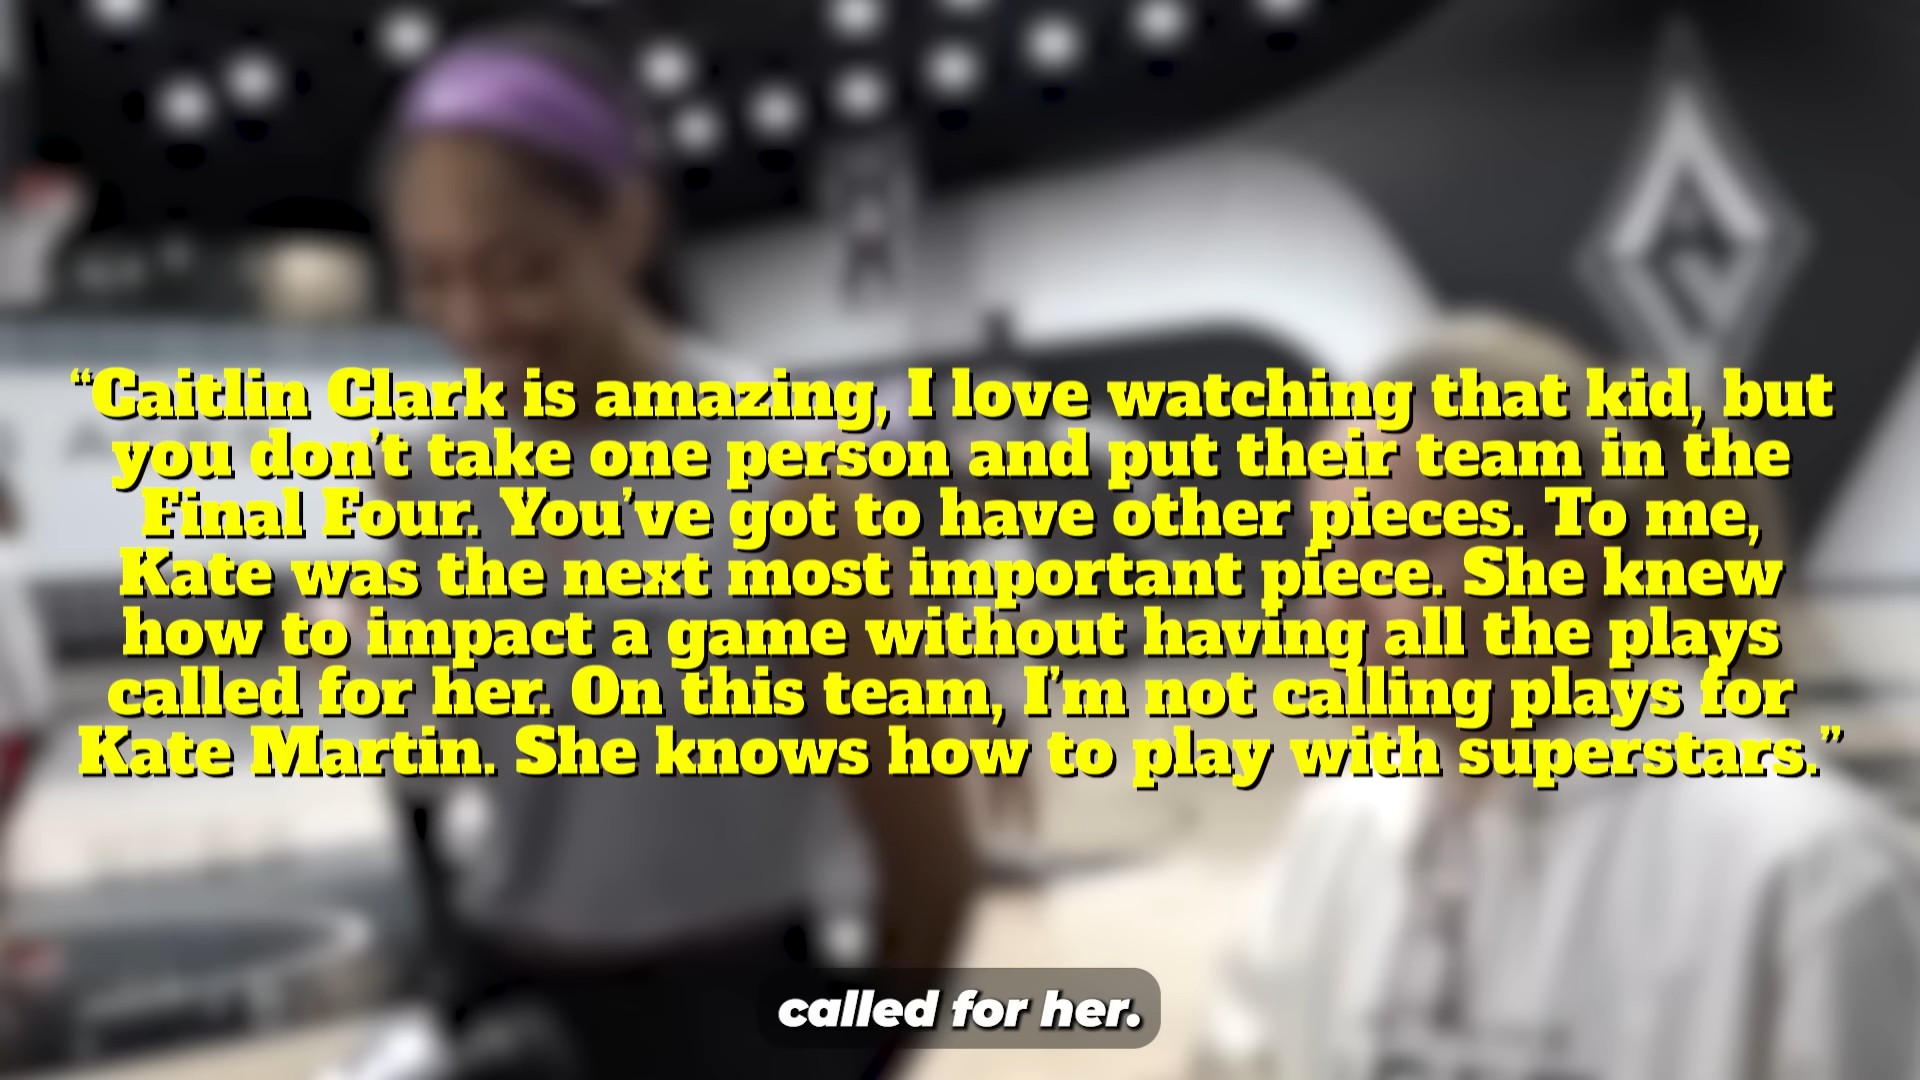 “Caitlin Clark is amazing, I love watching that kid, but
you don’t take one person and put their team in the
Final Four. You’ve got to have other pieces. To me,
Kate was the next most important piece. She knew
how to impact a game without having all the plays
called for her. On this team, I’m not calling plays for
Kate Martin. She knows how to play with superstars.”
called for her.